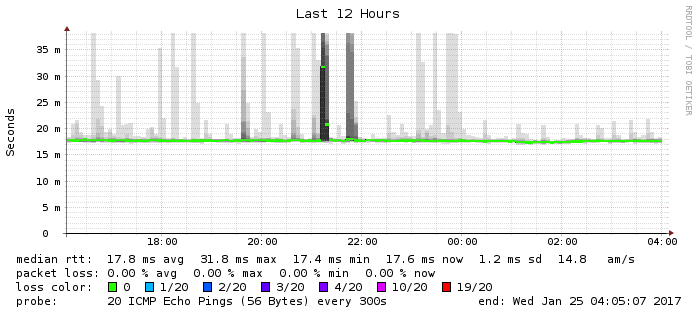 Last 12 Hours
RRDTOOL / TOBI OETIKER
Seconds
35 m
30 m
25 m
20 m
15 m
10 m
5 m
0
18:00 20:00 22:00 00:00 02:00 04:00
median rtt: 17.8 ms avg 31.8 ms max 17.4 ms min 17.6 ms now 1.2 ms sd 14.8 am/s
packet loss: 0.00 % avg 0.00 % max 0.00 % min 0.00 % now
loss color: 0 1/20 2/20 3/20 4/20 10/20 19/20
probe: 20 ICMP Echo Pings (56 Bytes) every 300s end: Wed Jan 25 04:05:07 2017